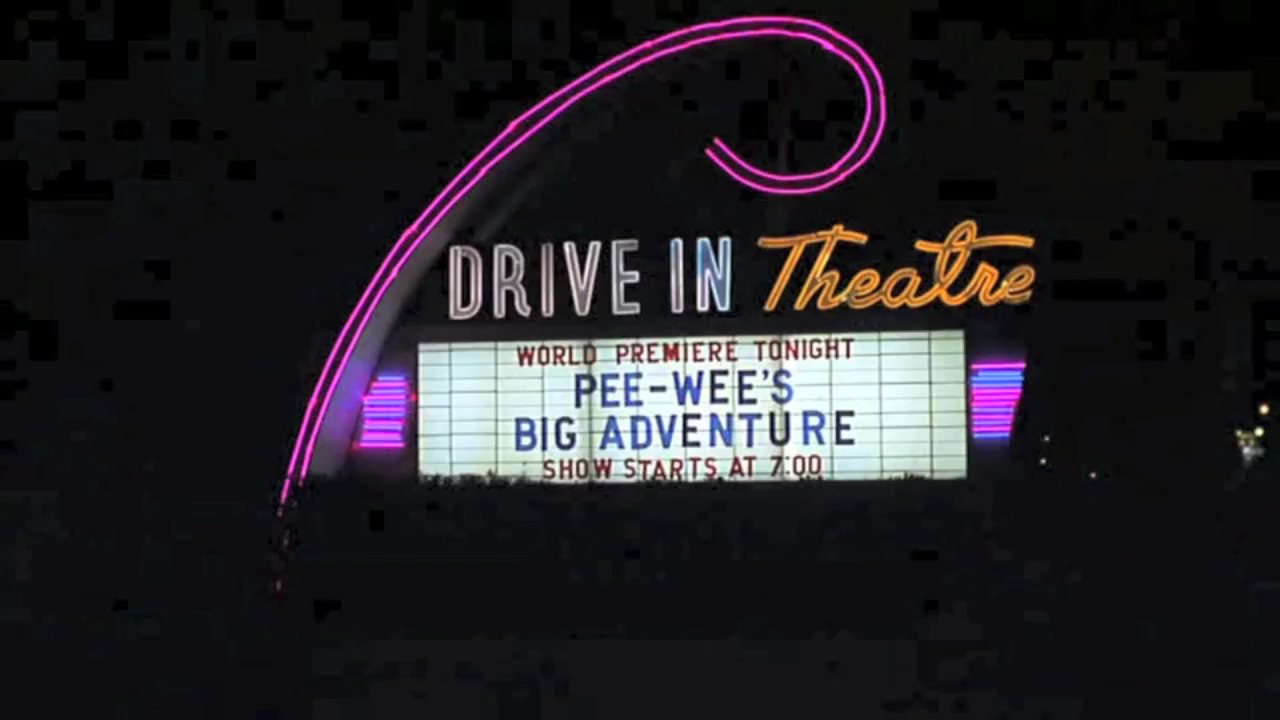 DRIVE IN Theatre
WORLD PREMIERE TONIGHT
PEE-WEE'S
BIG ADVENTURE
SHOW STARTS AT 7:00